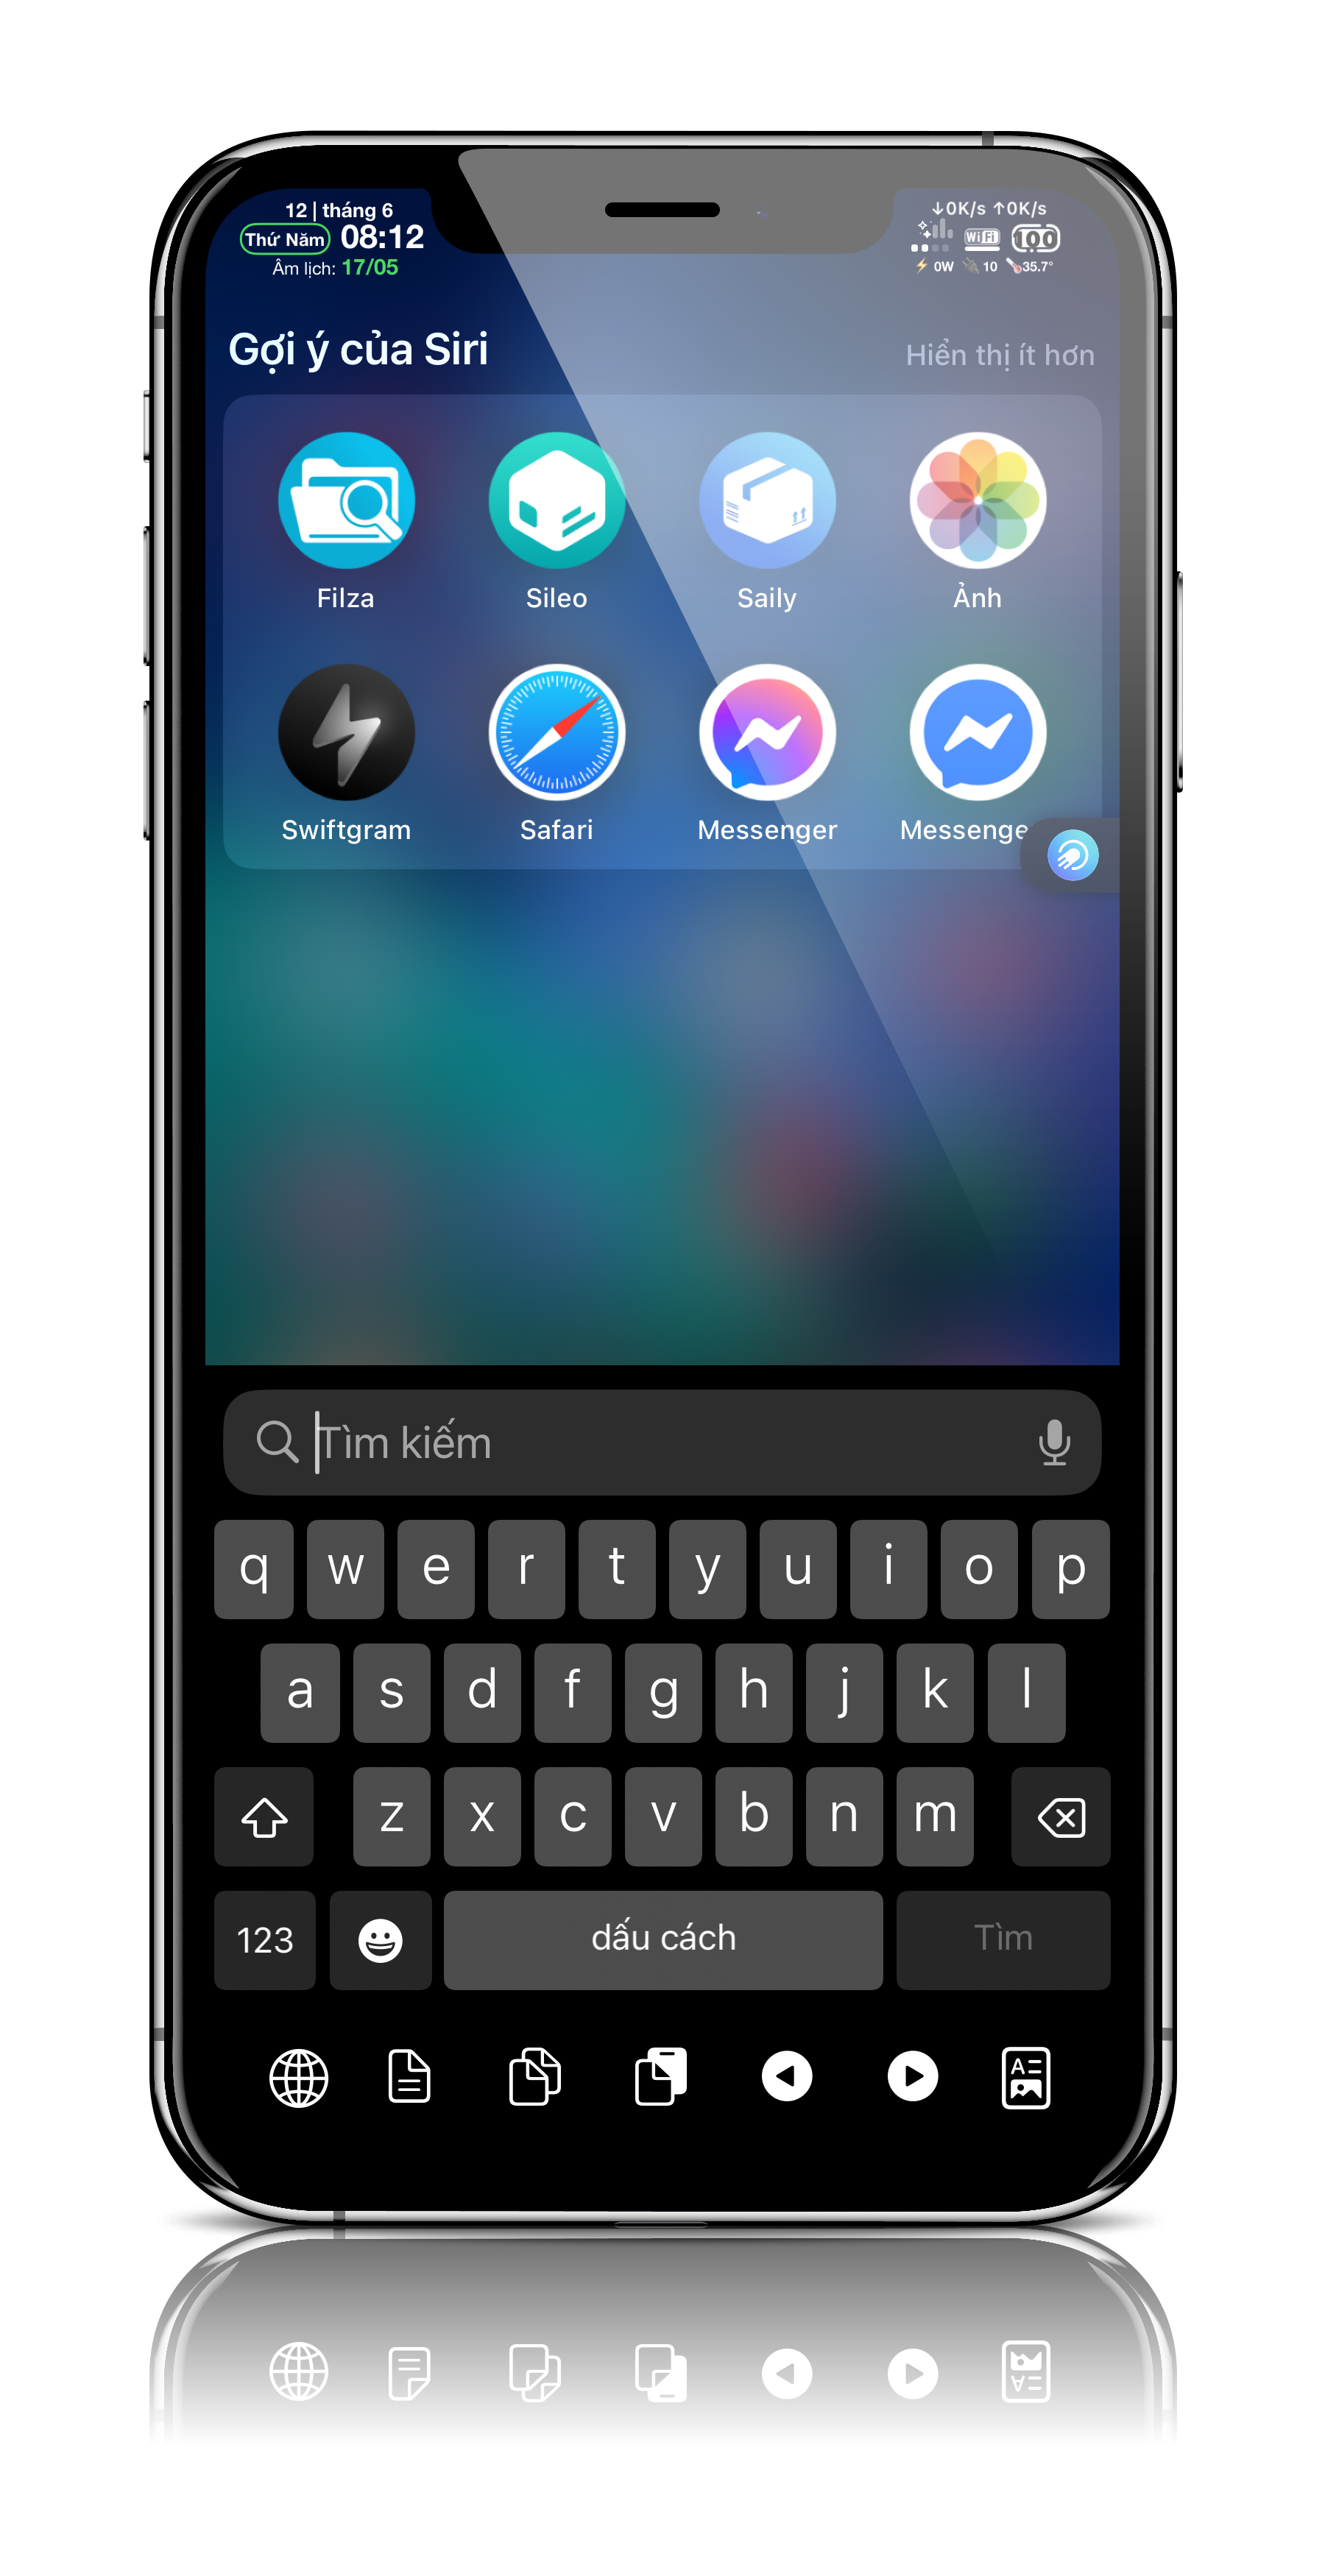 12 | tháng 6
Thứ Năm 08:12
Âm lịch: 17/05
↓0K/s ↑0K/s
WiFi 100
0W 10 35.7°
Gợi ý của Siri
Hiển thị ít hơn
Filza Sileo Saily Ảnh
Swiftgram Safari Messenger Messenge
Tìm kiếm
q w e r t y u i o p
a s d f g h j k l
z x c v b n m
123 dấu cách Tìm
A